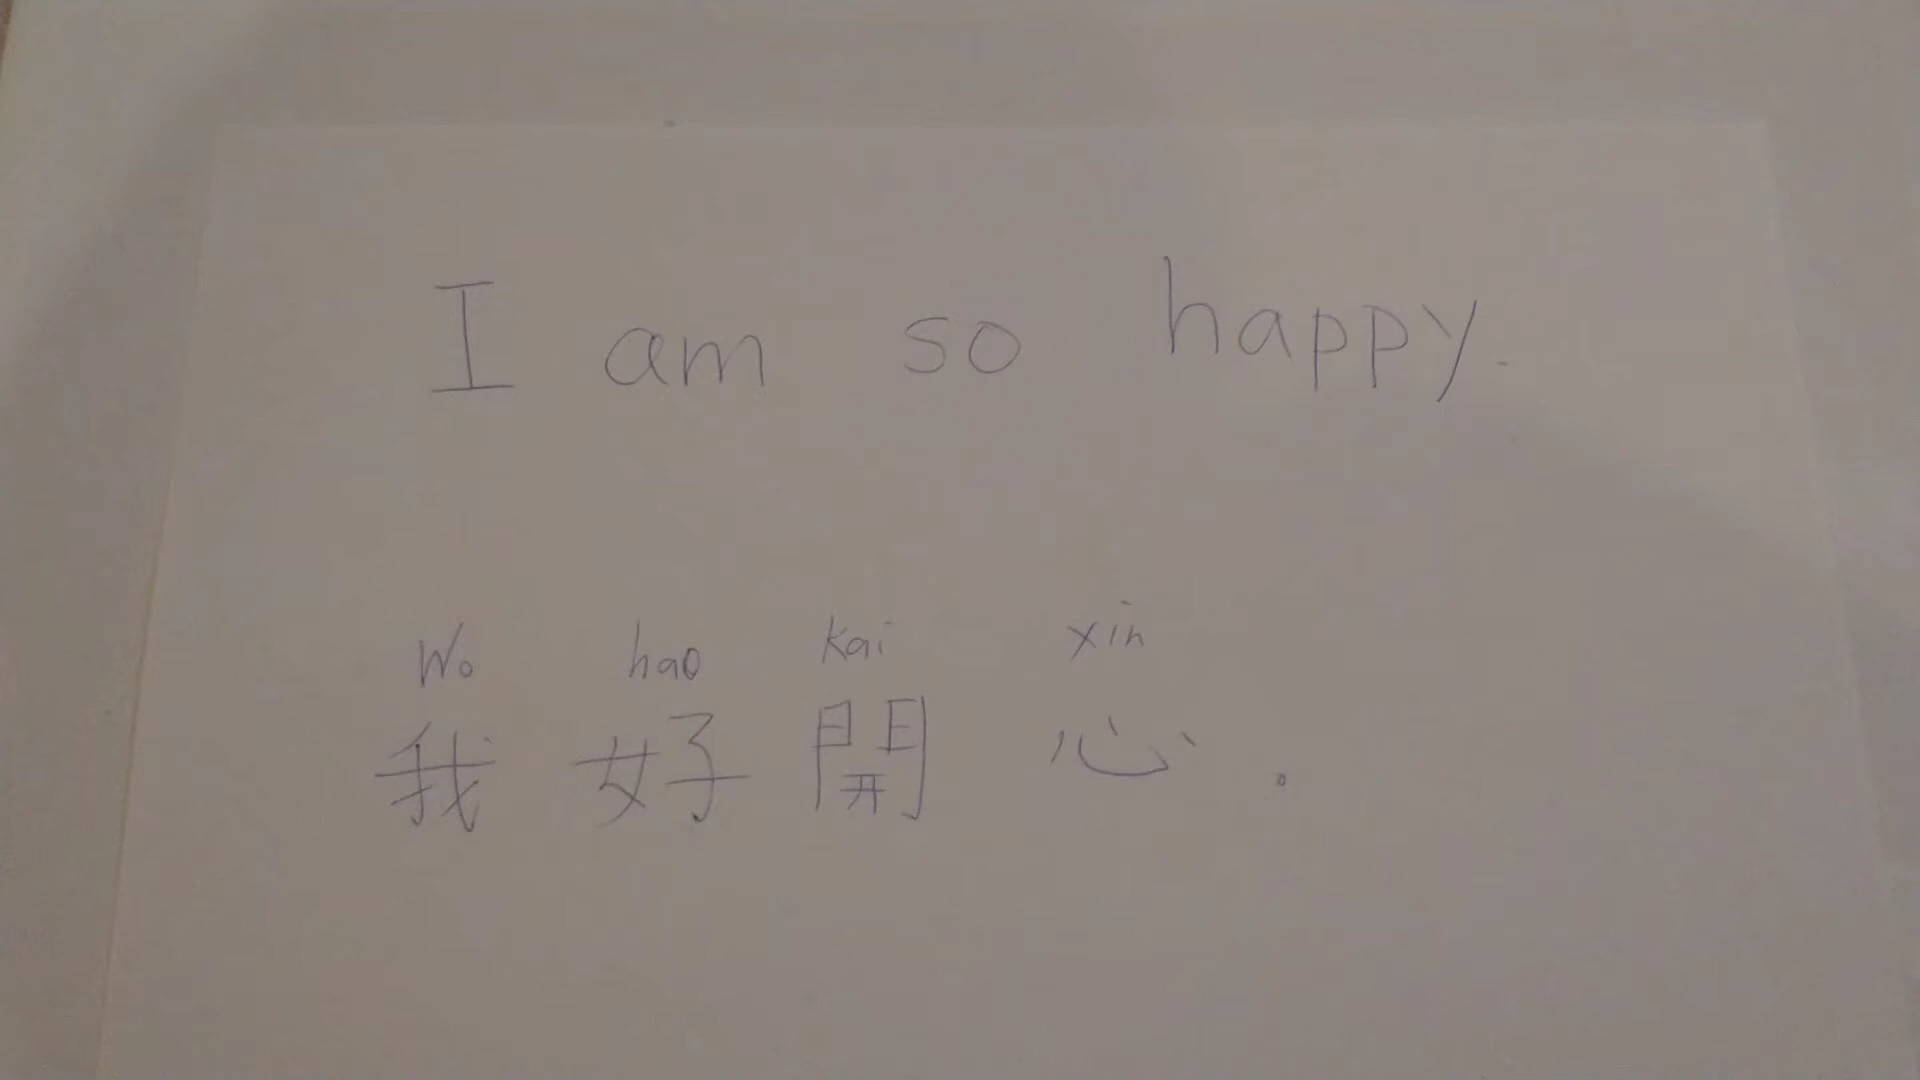 I am so happy.
Wo hao kai xin
我好開心。